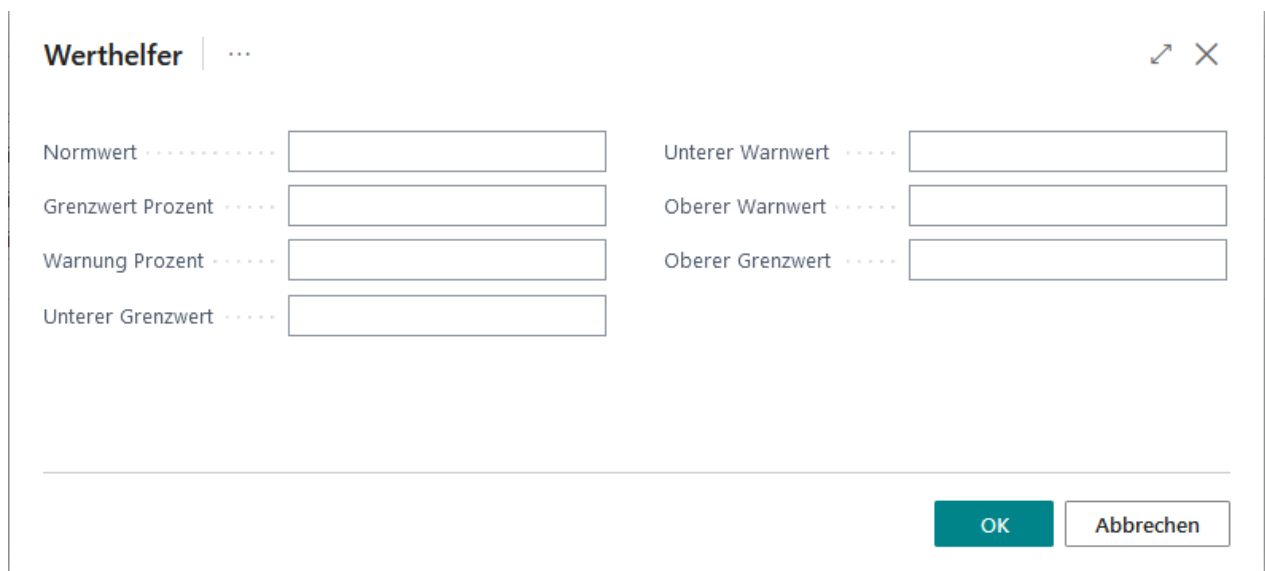 Werthelfer ...
Normwert
Grenzwert Prozent
Warnung Prozent
Unterer Grenzwert
Unterer Warnwert
Oberer Warnwert
Oberer Grenzwert
OK
Abbrechen